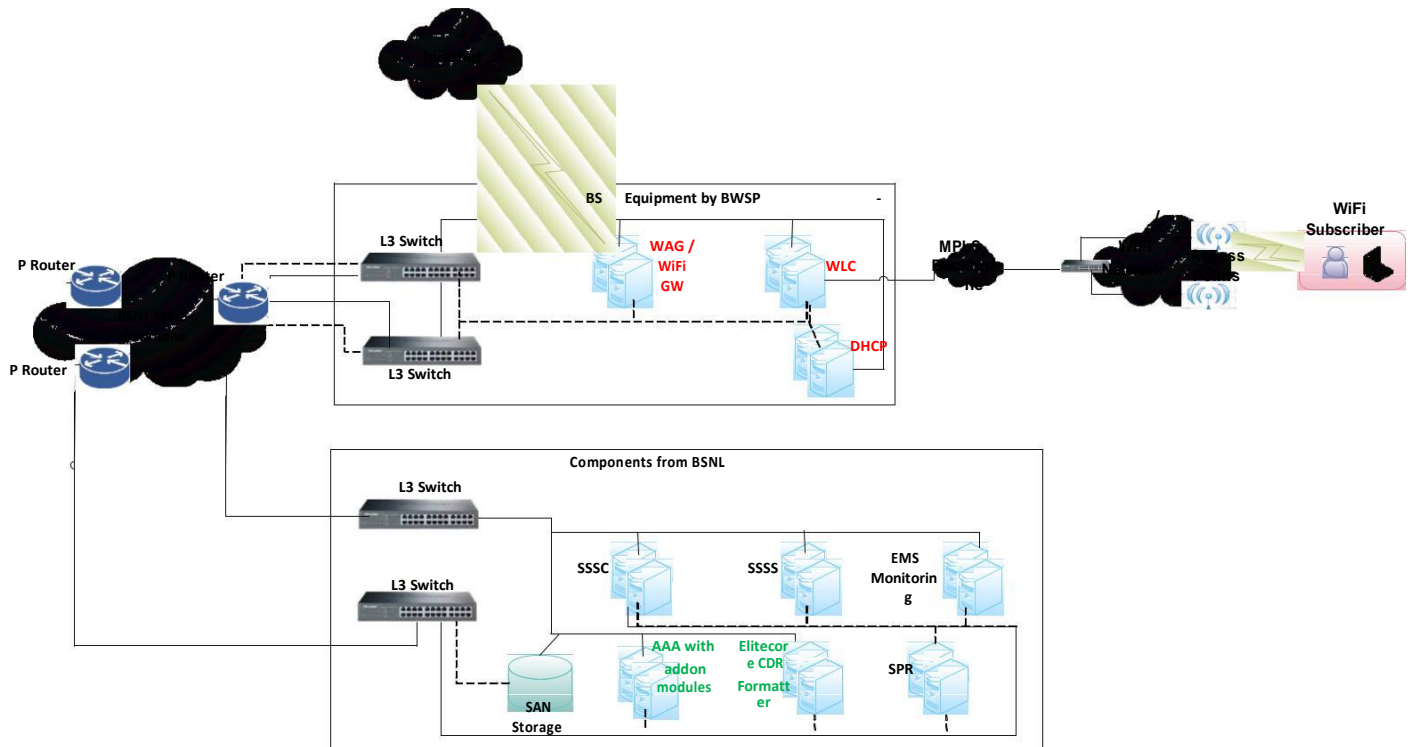 BS Equipment by BWSP -
L3 Switch
P Router
WAG /
WiFi
GW
WLC
MPLS
WiFi
Subscriber
DHCP
L3 Switch
P Router
Components from BSNL
L3 Switch
SSSC
SSSS
EMS
Monitorin
g
L3 Switch
AAA with
addon
modules
Elitecor
e CDR
Formatt
er
SPR
SAN
Storage